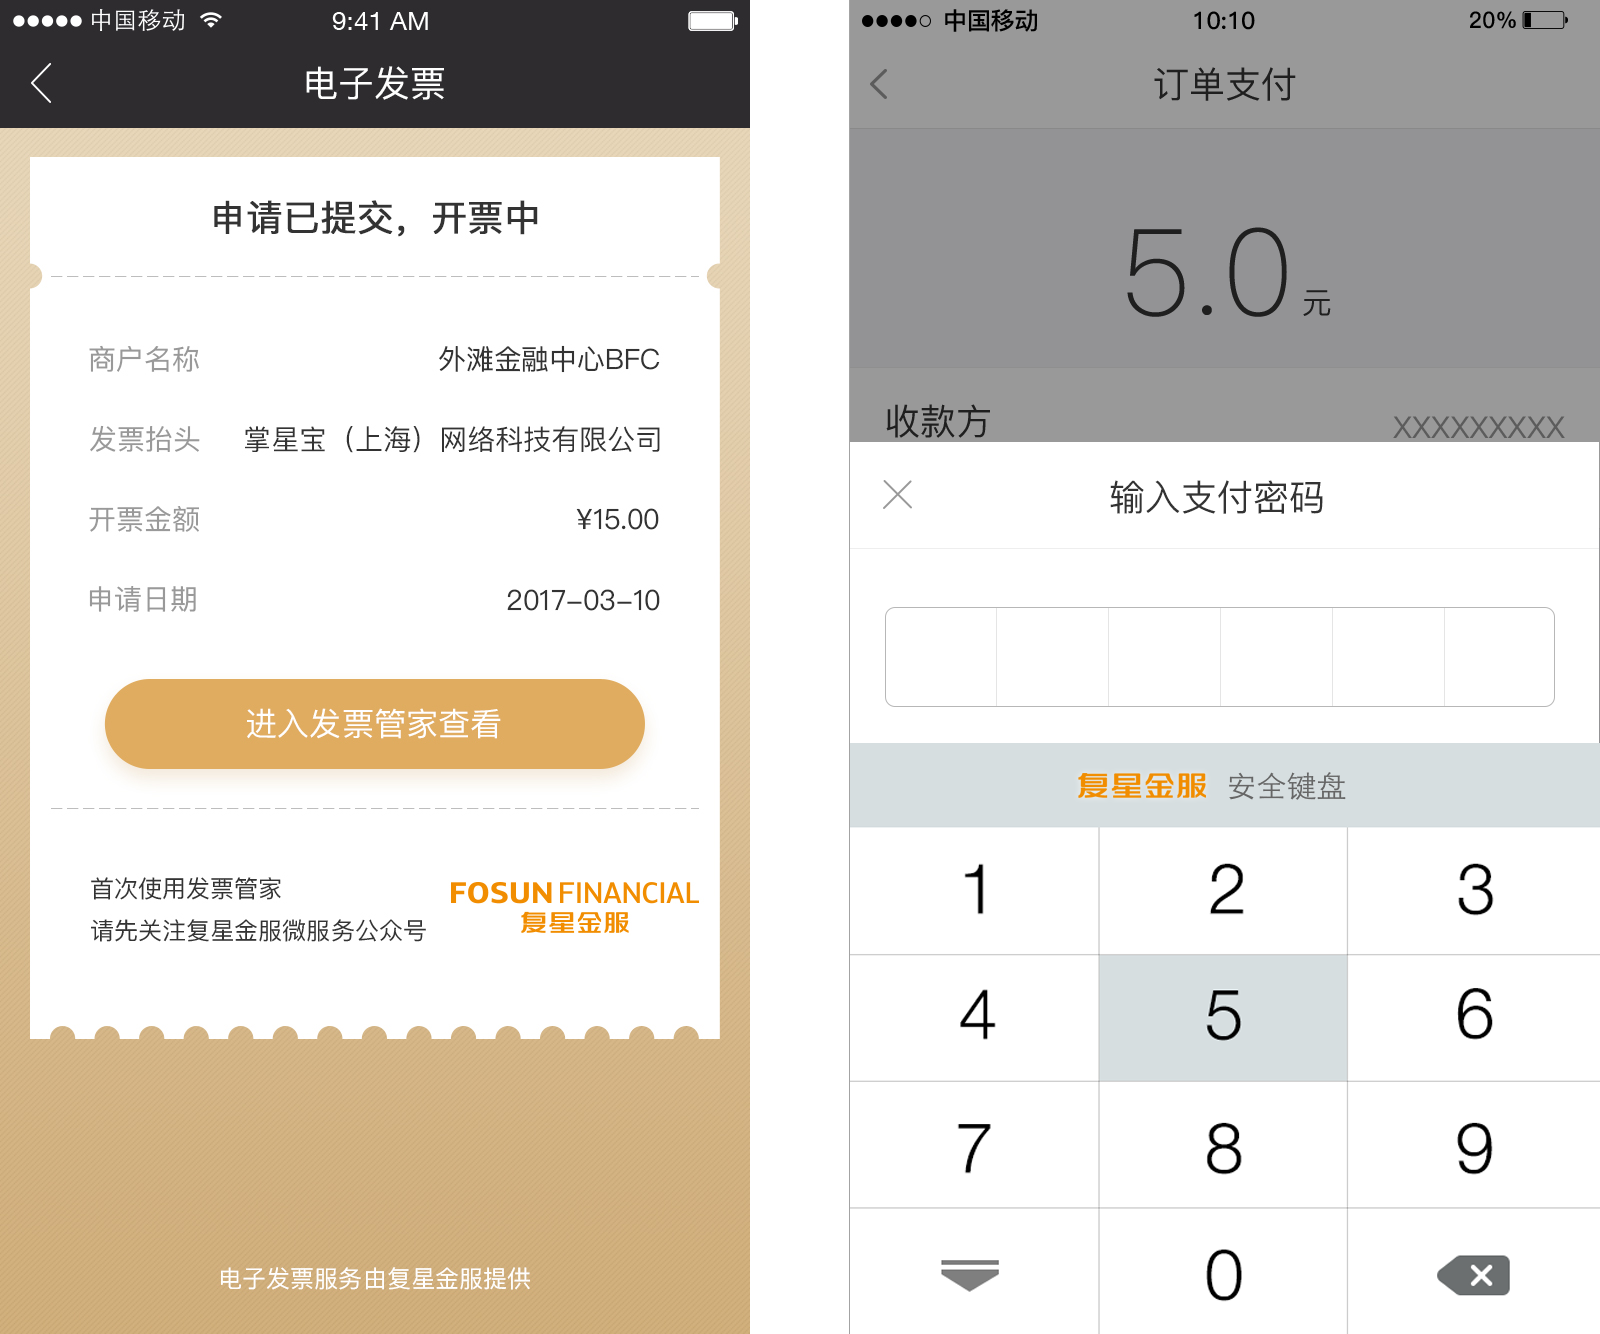 中国移动 9:41 AM
电子发票
申请已提交，开票中
商户名称 外滩金融中心BFC
发票抬头 掌星宝（上海）网络科技有限公司
开票金额 ¥15.00
申请日期 2017-03-10
进入发票管家查看
首次使用发票管家
请先关注复星金服微服务公众号
FOSUN FINANCIAL
复星金服
电子发票服务由复星金服提供
中国移动 10:10 20%
订单支付
5.0 元
收款方 XXXXXXXXX
输入支付密码
复星金服 安全键盘
1 2 3
4 5 6
7 8 9
0